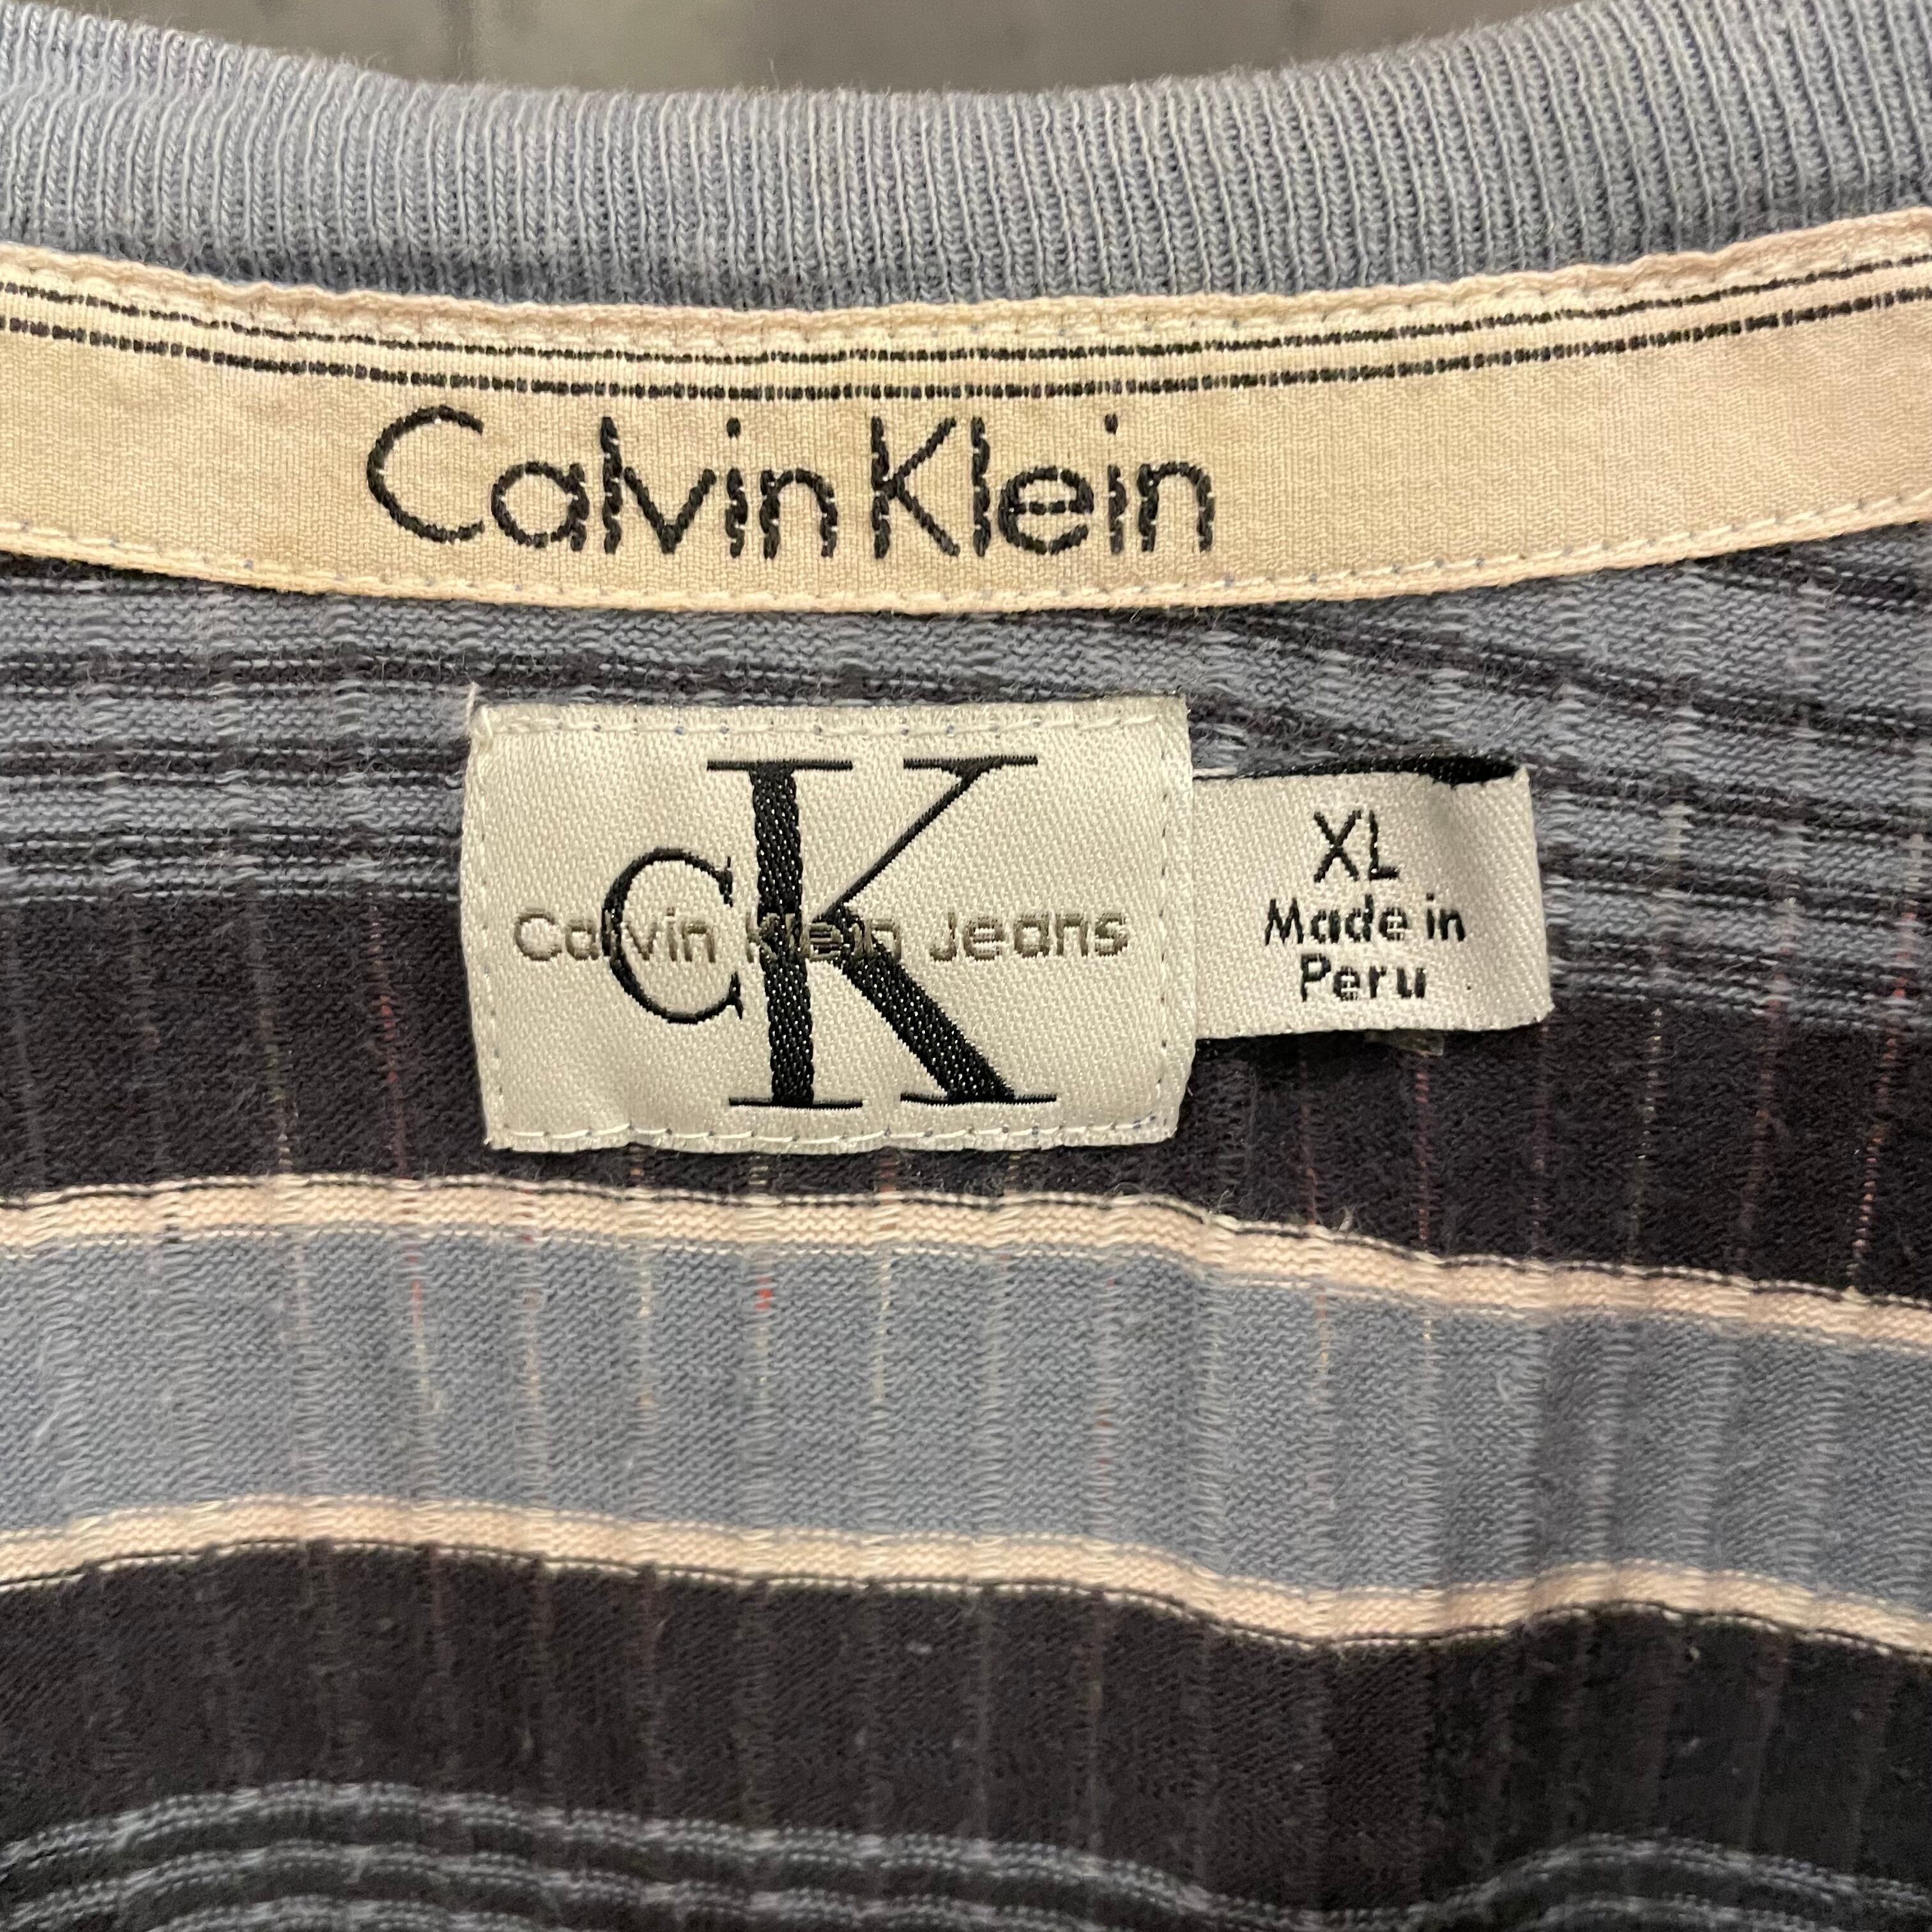 Calvin Klein
cK
Calvin Klein Jeans
XL
Made in
Peru